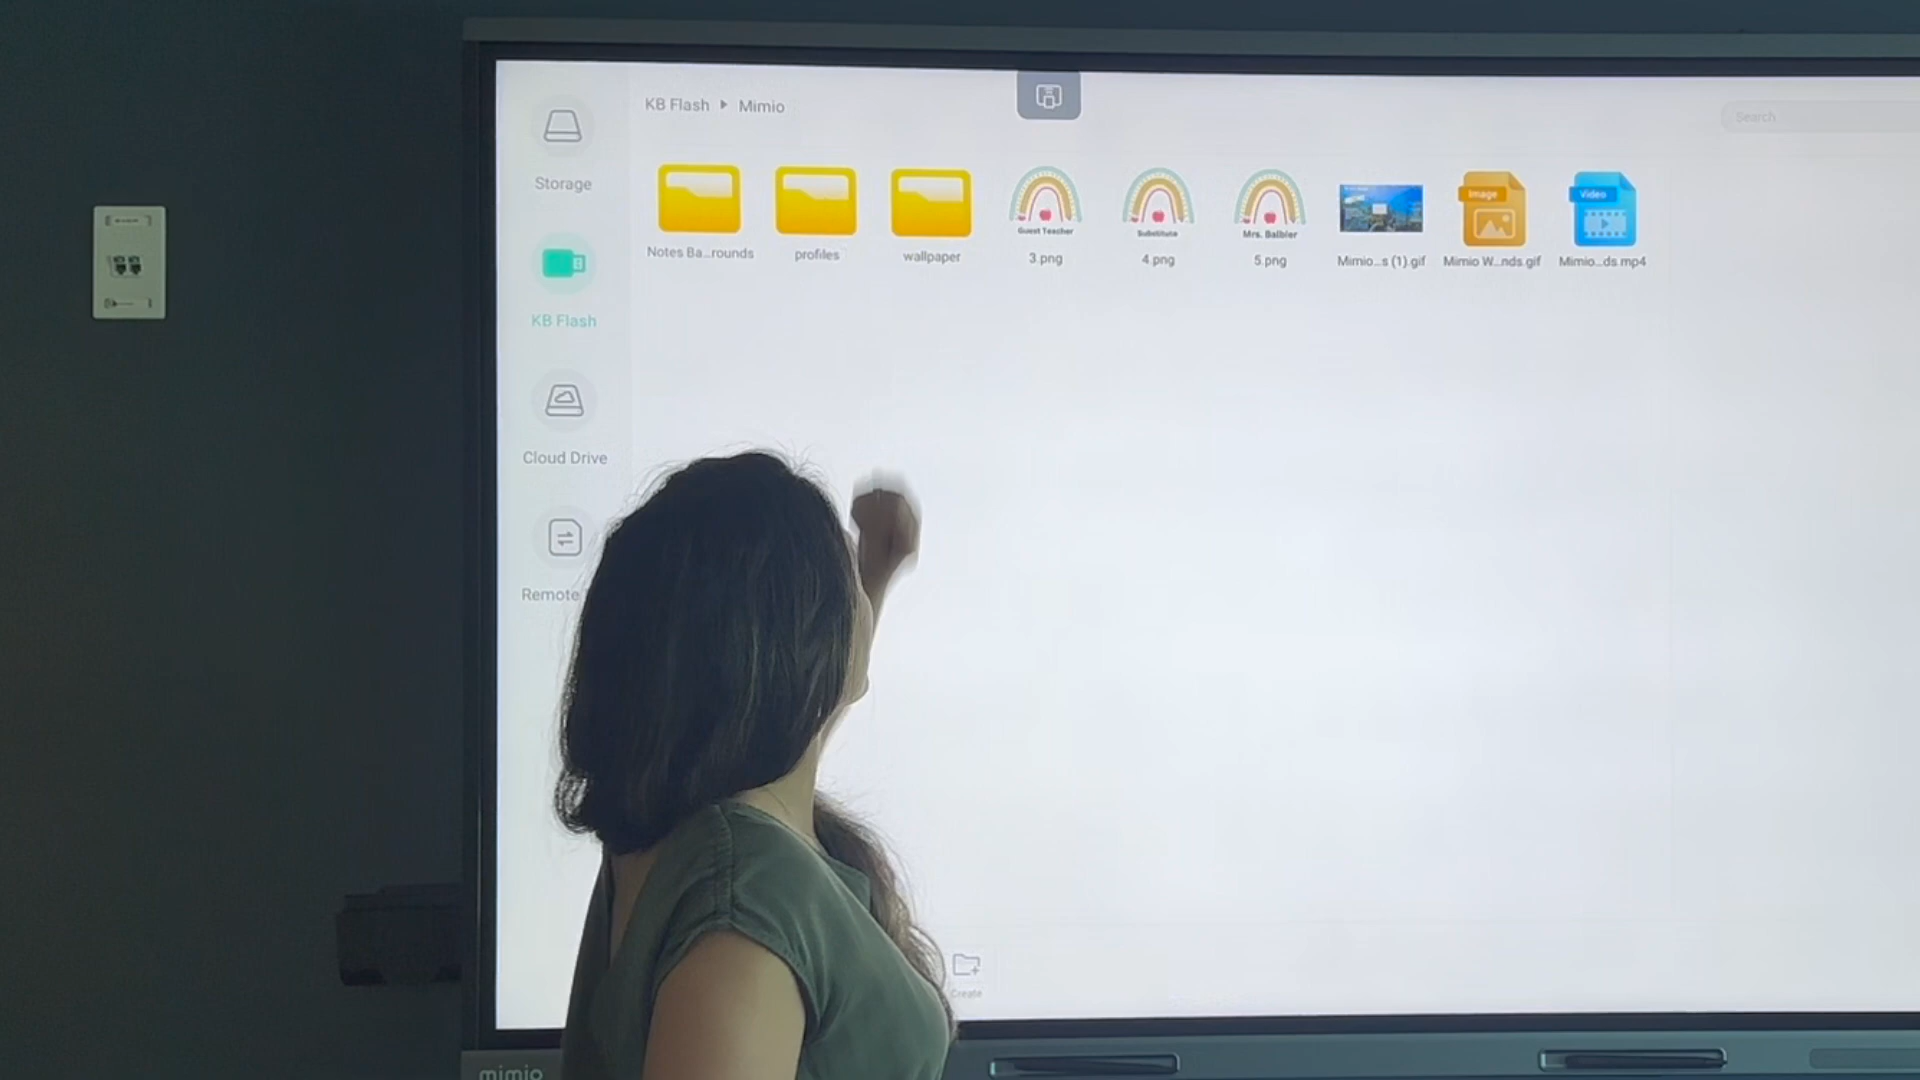 KB Flash ▸ Mimio
Search
Storage
KB Flash
Cloud Drive
Remote
Notes Ba...rounds
profiles
wallpaper
Guest Teacher
3.png
Substitute
4.png
Mrs. Balbier
5.png
Mimio...s (1).gif
Image
Mimio W...nds.gif
Video
Mimio...ds.mp4
Create
mimio